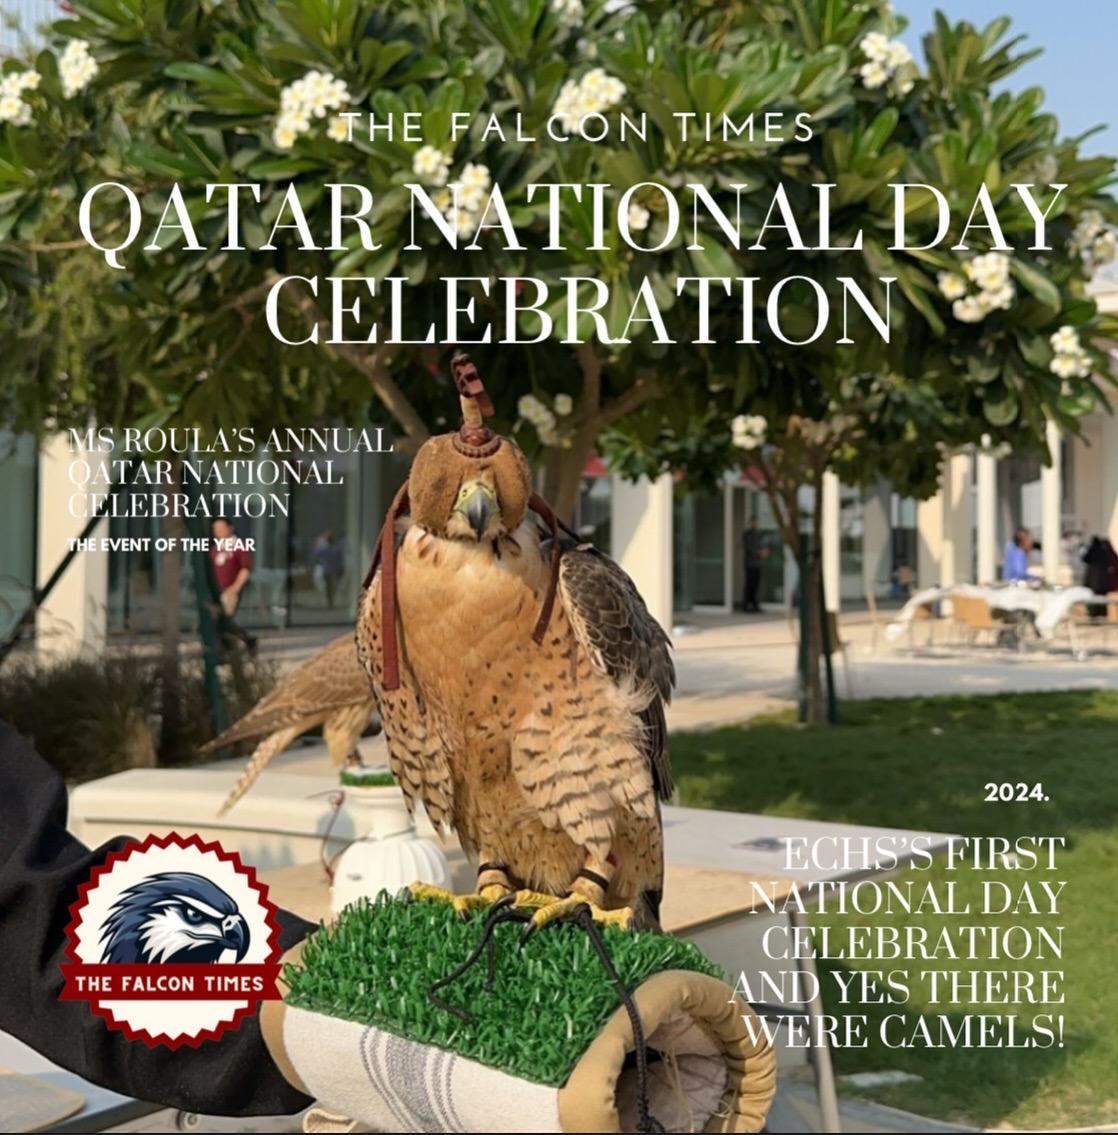 THE FALCON TIMES
QATAR NATIONAL DAY
CELEBRATION
MS ROULA'S ANNUAL
QATAR NATIONAL
CELEBRATION
THE EVENT OF THE YEAR
2024.
ECHS'S FIRST
NATIONAL DAY
CELEBRATION
AND YES THERE
WERE CAMELS!
THE FALCON TIMES